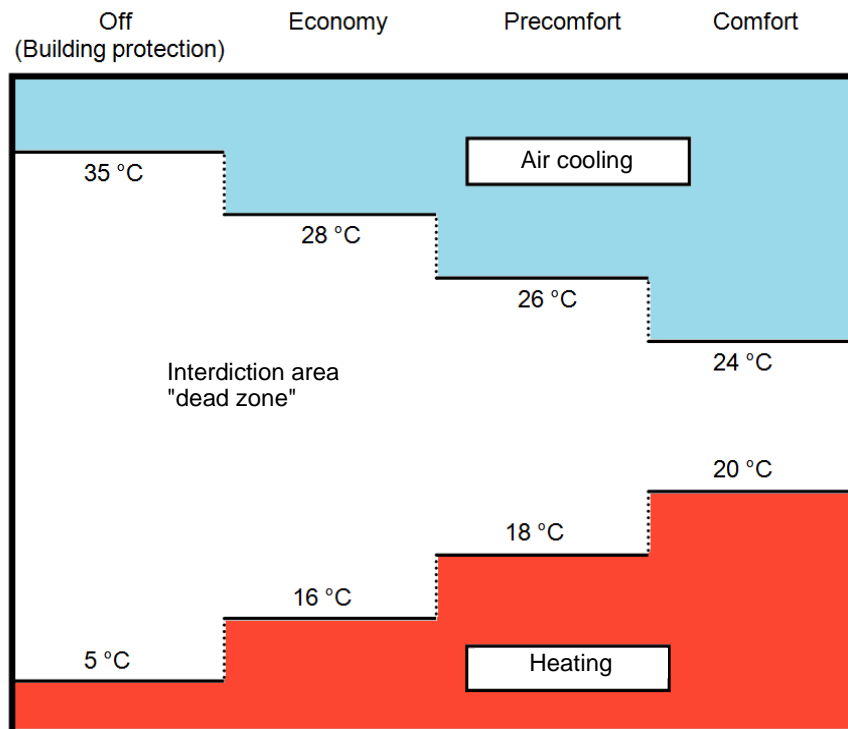 Off
(Building protection)
Economy
Precomfort
Comfort
Air cooling
35 °C
28 °C
26 °C
24 °C
Interdiction area
"dead zone"
20 °C
18 °C
16 °C
5 °C
Heating